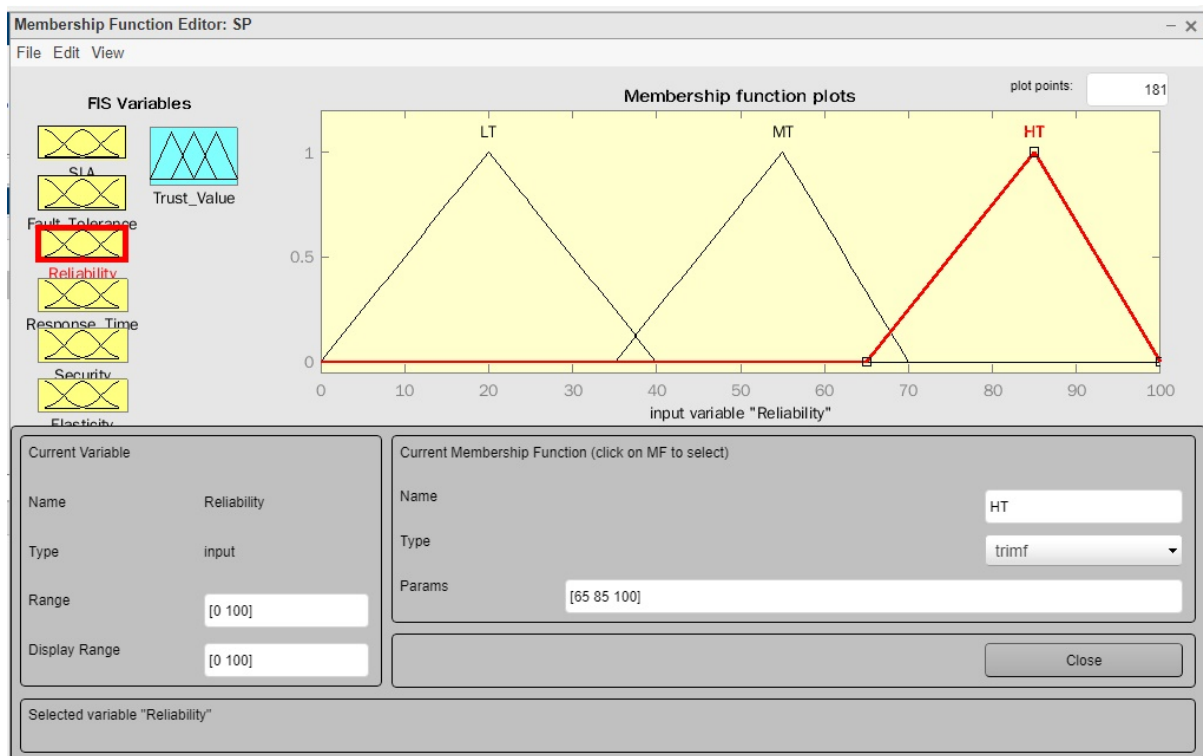 Membership Function Editor: SP
File Edit View
FIS Variables
SLA
Fault_Tolerance
Reliability
Response_Time
Security
Elasticity
Trust_Value
Membership function plots
plot points:
181
LT
MT
HT
1
0.5
0
0 10 20 30 40 50 60 70 80 90 100
input variable "Reliability"
Current Variable
Name
Reliability
Type
input
Range
[0 100]
Display Range
[0 100]
Current Membership Function (click on MF to select)
Name
HT
Type
trimf
Params
[65 85 100]
Close
Selected variable "Reliability"